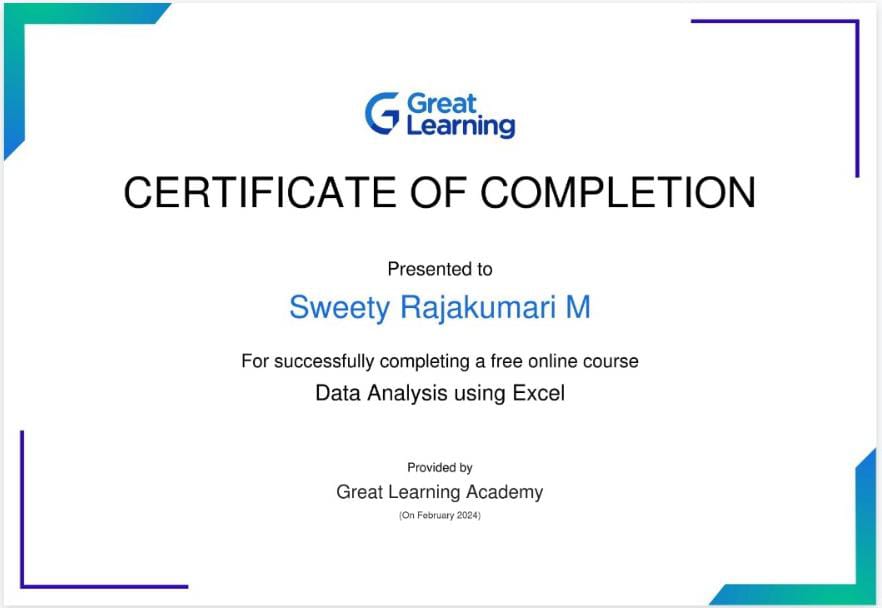 Great
Learning
CERTIFICATE OF COMPLETION
Presented to
Sweety Rajakumari M
For successfully completing a free online course
Data Analysis using Excel
Provided by
Great Learning Academy
(On February 2024)